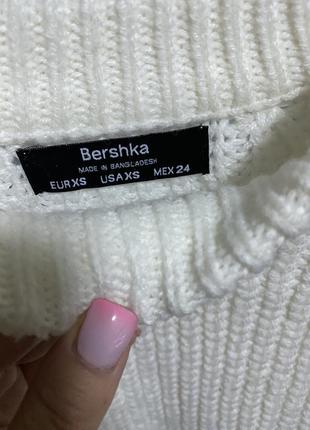 Bershka
MADE IN BANGLADESH
EUR XS USA XS MEX 24